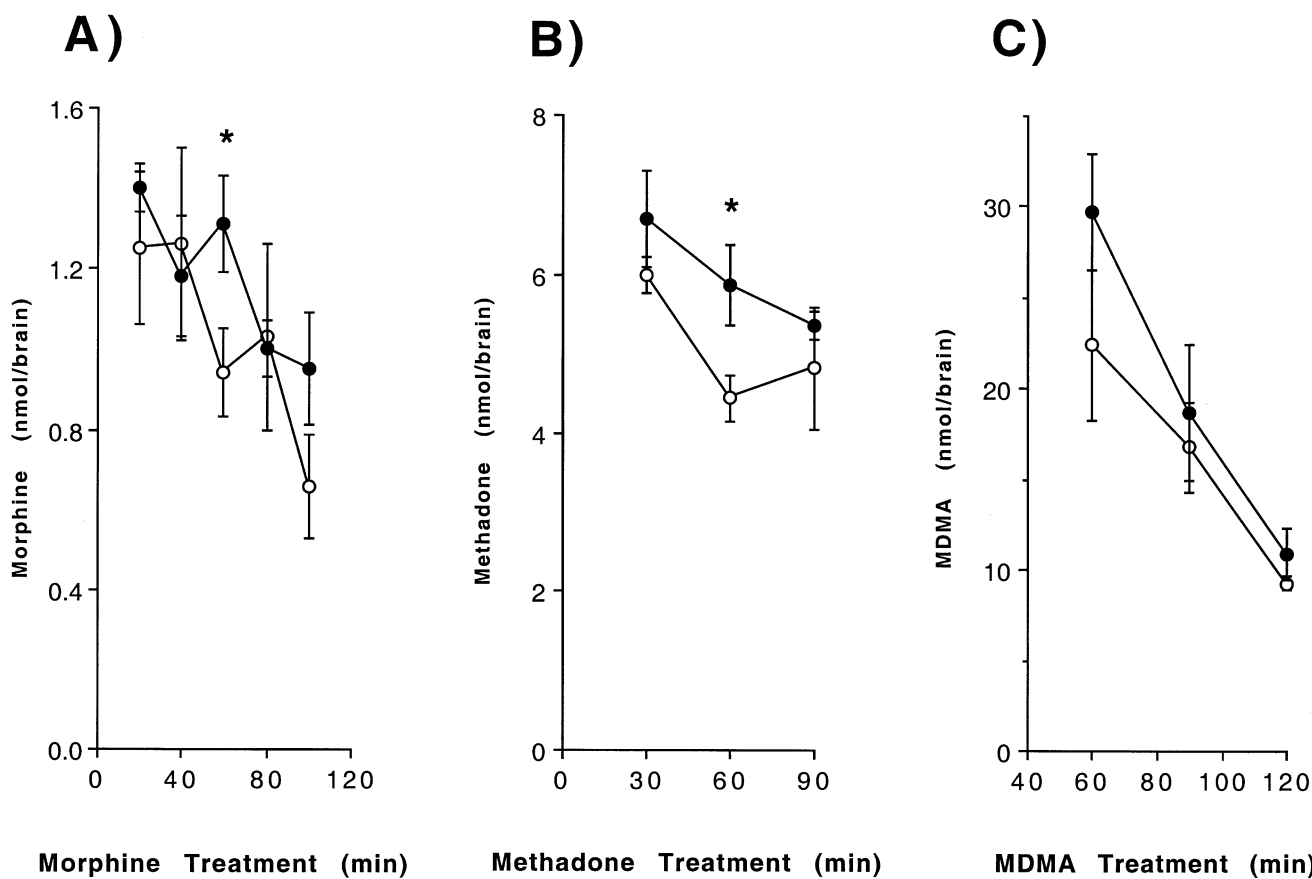 A)
B)
C)
Morphine (nmol/brain)
1.6
1.2
0.8
0.4
0.0
0 40 80 120
*
Morphine Treatment (min)
Methadone (nmol/brain)
8
6
4
2
0
0 30 60 90
*
Methadone Treatment (min)
MDMA (nmol/brain)
30
20
10
0
40 60 80 100 120
MDMA Treatment (min)